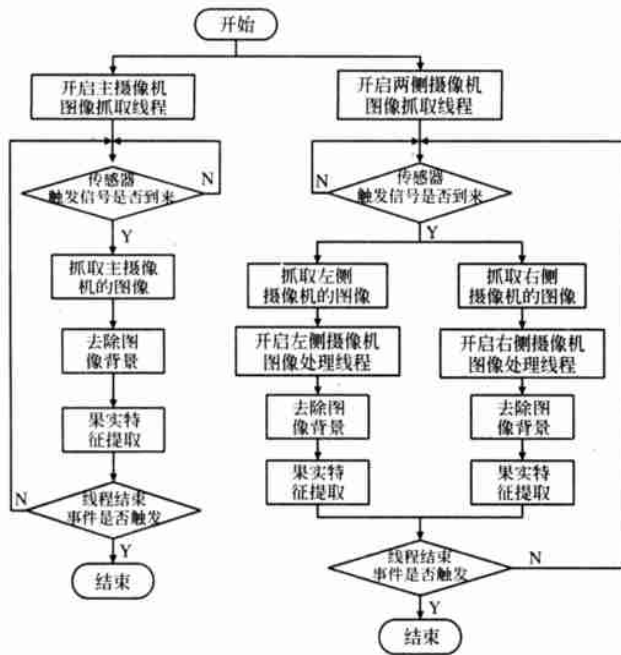 开始
开启主摄像机
图像抓取线程
传感器
触发信号是否到来
N
Y
抓取主摄像
机的图像
去除图
像背景
果实特
征提取
线程结束
事件是否触发
N
Y
结束
开启两侧摄像机
图像抓取线程
传感器
触发信号是否到来
N
Y
抓取左侧
摄像机的图像
开启左侧摄像机
图像处理线程
去除图
像背景
果实特
征提取
抓取右侧
摄像机的图像
开启右侧摄像机
图像处理线程
去除图
像背景
果实特
征提取
线程结束
事件是否触发
N
Y
结束